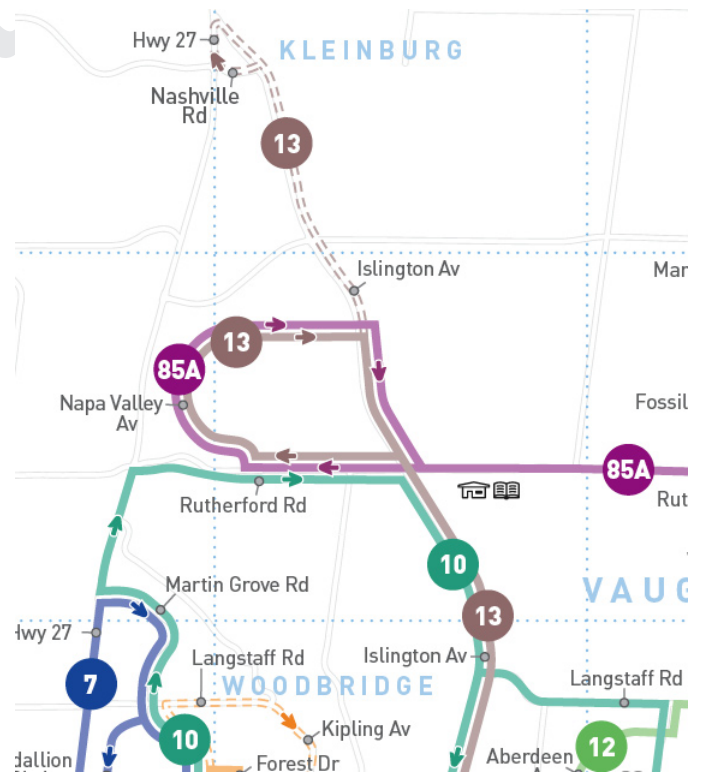 Hwy 27
KLEINBURG
Nashville
Rd
13
Islington Av
Mar
13
85A
Napa Valley
Av
Fossil
85A
Rutherford Rd
Rut
10
Martin Grove Rd
VAUG
13
Hwy 27
Islington Av
Langstaff Rd
Langstaff Rd
7
WOODBRIDGE
10
Kipling Av
12
dallion
Forest Dr
Aberdeen